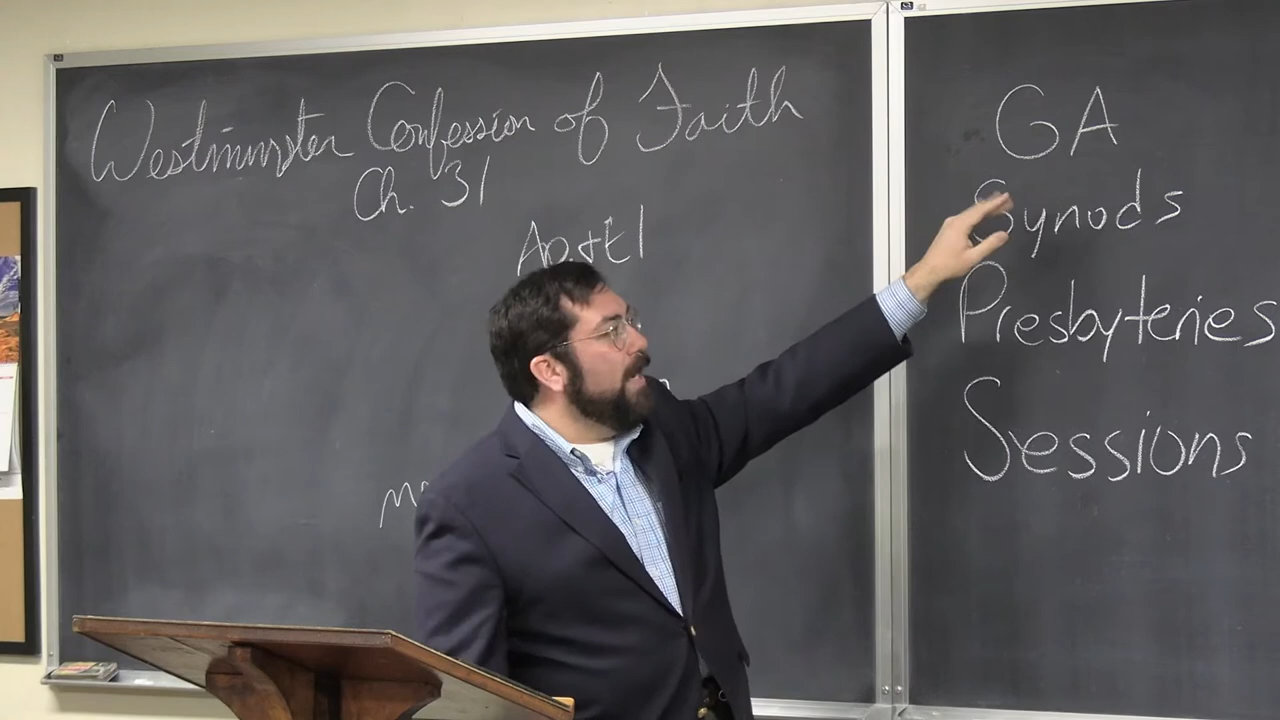 Westminster Confession of Faith
Ch. 31
GA
Synods
Presbyteries
Sessions